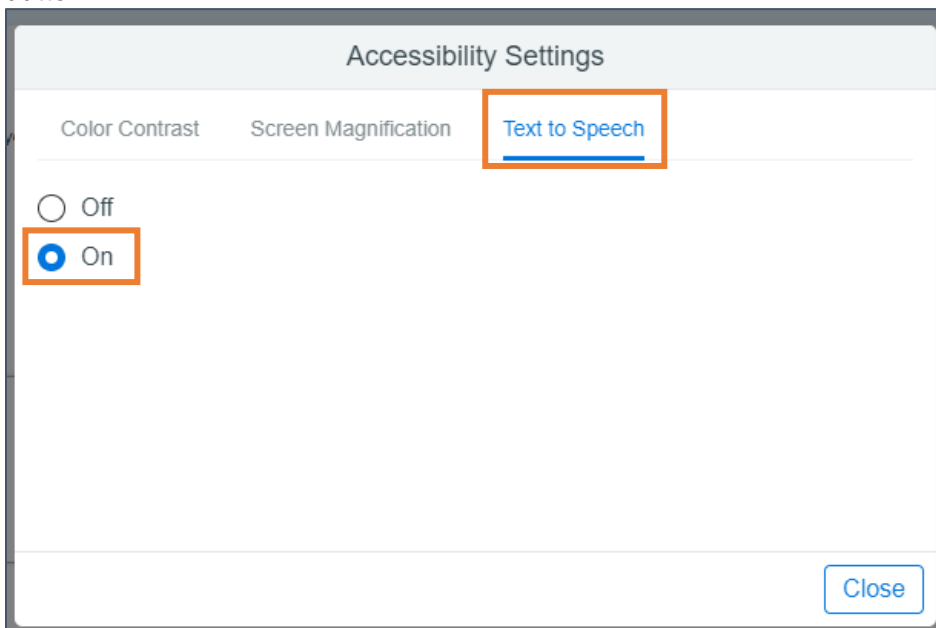 Accessibility Settings
Color Contrast Screen Magnification Text to Speech
Off
On
Close